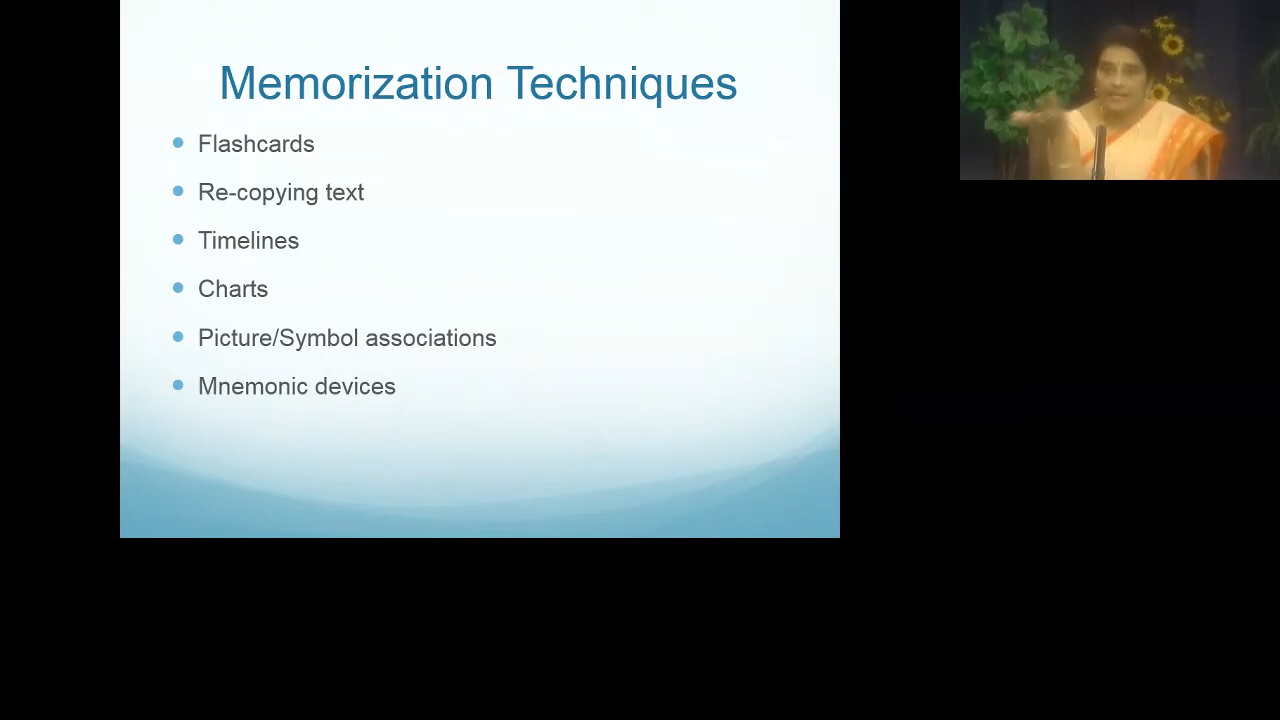 Memorization Techniques
Flashcards
Re-copying text
Timelines
Charts
Picture/Symbol associations
Mnemonic devices